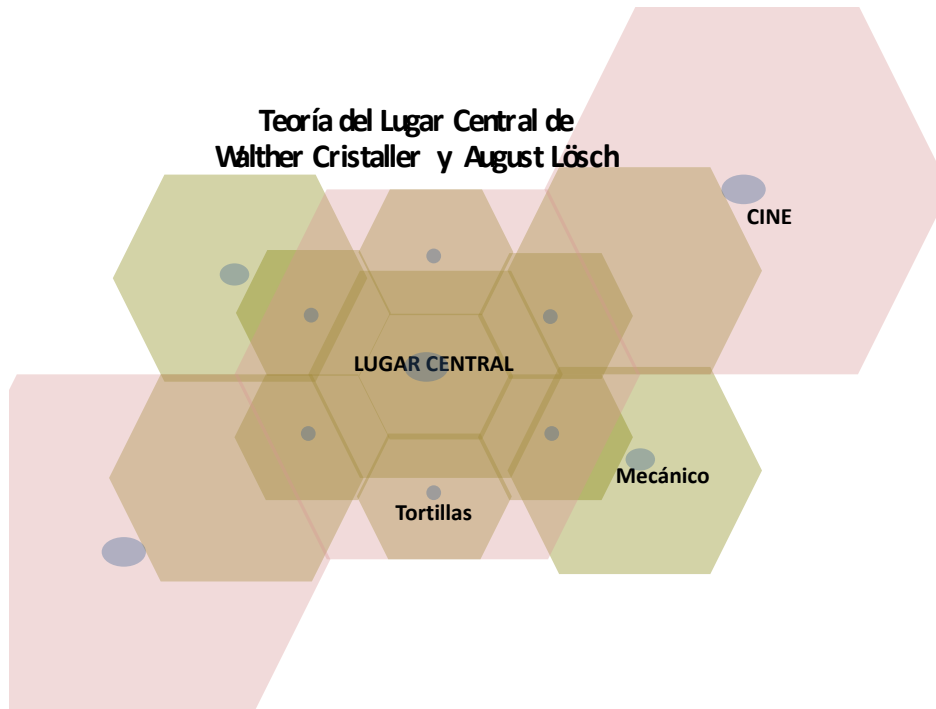 Teoría del Lugar Central de
Walther Cristaller y August Lösch
CINE
LUGAR CENTRAL
Mecánico
Tortillas